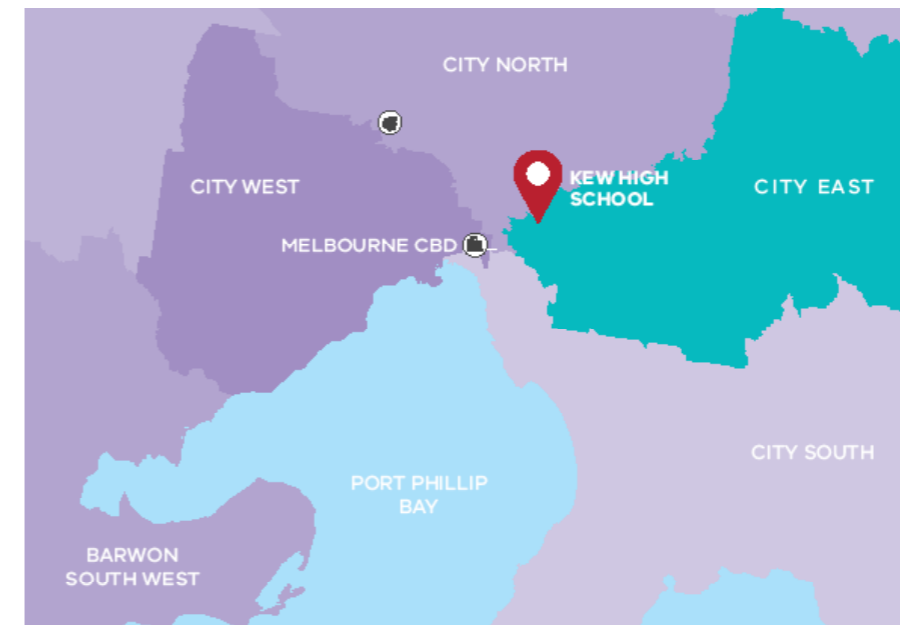 CITY NORTH
KEW HIGH
SCHOOL
CITY WEST
CITY EAST
MELBOURNE CBD
CITY SOUTH
PORT PHILLIP
BAY
BARWON
SOUTH WEST